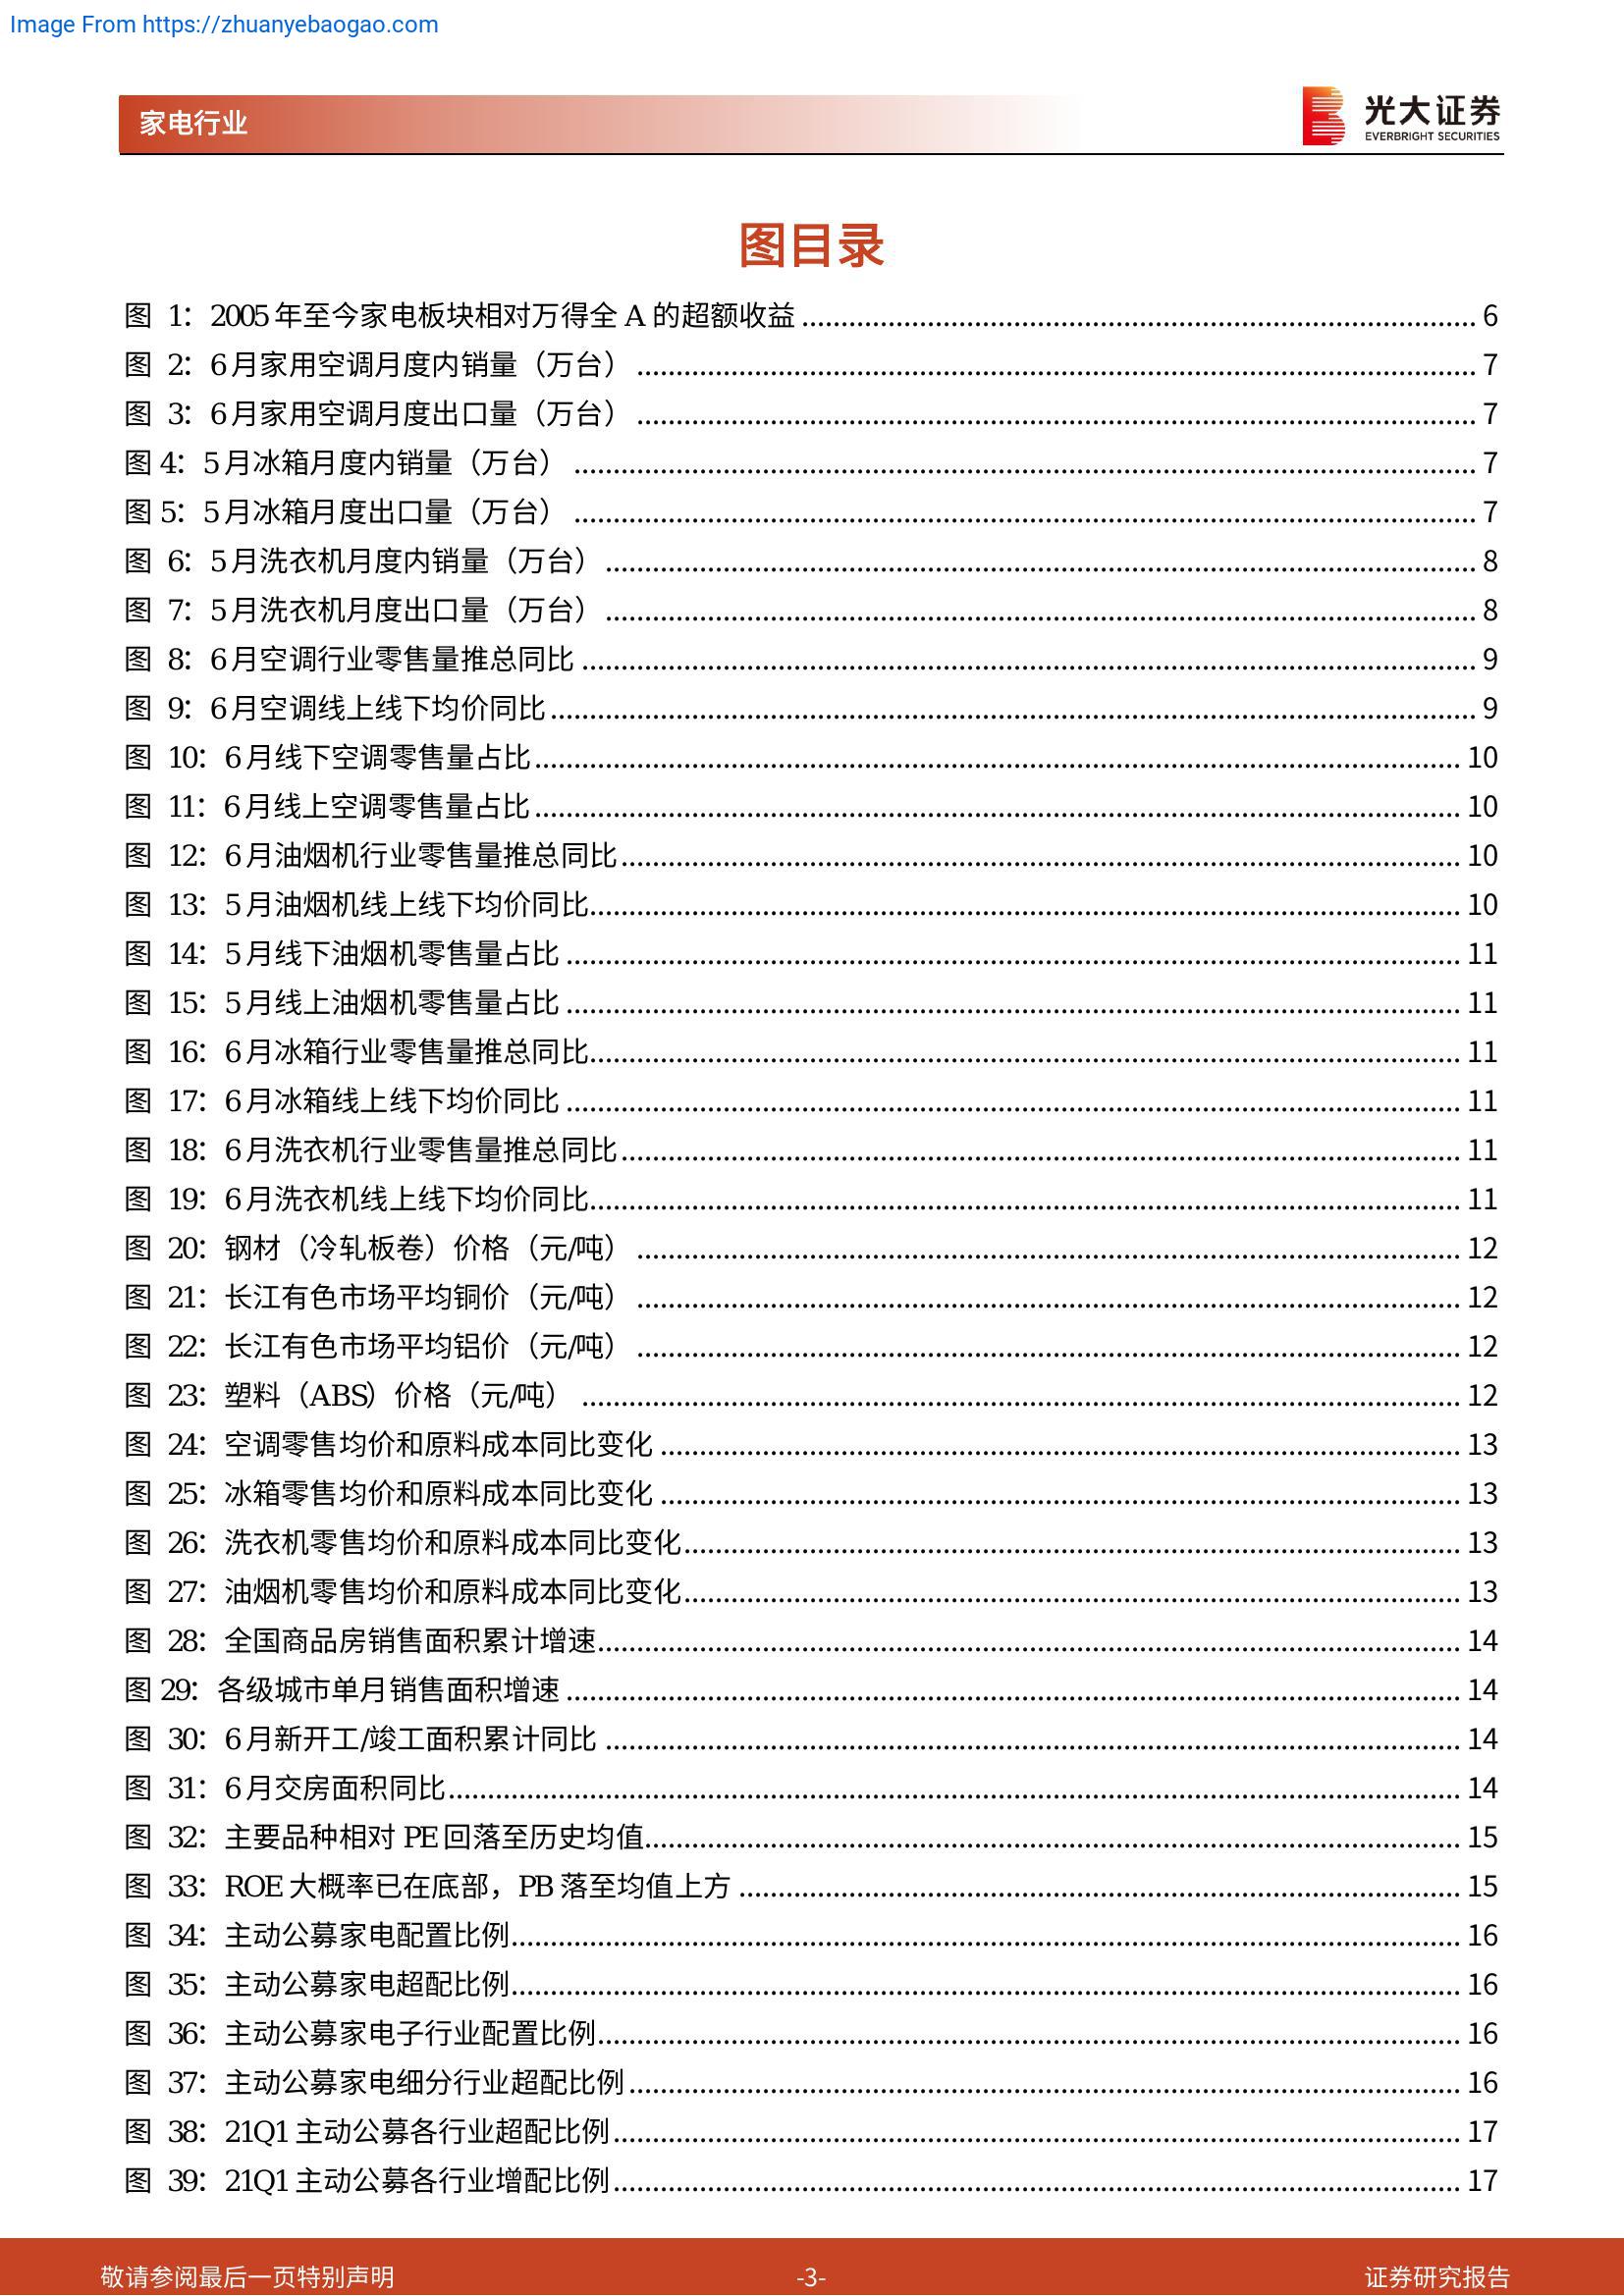 Image From https://zhuanyebaogao.com
家电行业
光大证券
EVERBRIGHT SECURITIES
图目录
图 1：2005 年至今家电板块相对万得全 A 的超额收益 6
图 2：6 月家用空调月度内销量（万台） 7
图 3：6 月家用空调月度出口量（万台） 7
图 4：5 月冰箱月度内销量（万台） 7
图 5：5 月冰箱月度出口量（万台） 7
图 6：5 月洗衣机月度内销量（万台） 8
图 7：5 月洗衣机月度出口量（万台） 8
图 8：6 月空调行业零售量推总同比 9
图 9：6 月空调线上线下均价同比 9
图 10：6 月线下空调零售量占比 10
图 11：6 月线上空调零售量占比 10
图 12：6 月油烟机行业零售量推总同比 10
图 13：5 月油烟机线上线下均价同比 10
图 14：5 月线下油烟机零售量占比 11
图 15：5 月线上油烟机零售量占比 11
图 16：6 月冰箱行业零售量推总同比 11
图 17：6 月冰箱线上线下均价同比 11
图 18：6 月洗衣机行业零售量推总同比 11
图 19：6 月洗衣机线上线下均价同比 11
图 20：钢材（冷轧板卷）价格（元/吨） 12
图 21：长江有色市场平均铜价（元/吨） 12
图 22：长江有色市场平均铝价（元/吨） 12
图 23：塑料（ABS）价格（元/吨） 12
图 24：空调零售均价和原料成本同比变化 13
图 25：冰箱零售均价和原料成本同比变化 13
图 26：洗衣机零售均价和原料成本同比变化 13
图 27：油烟机零售均价和原料成本同比变化 13
图 28：全国商品房销售面积累计增速 14
图 29：各级城市单月销售面积增速 14
图 30：6 月新开工/竣工面积累计同比 14
图 31：6 月交房面积同比 14
图 32：主要品种相对 PE 回落至历史均值 15
图 33：ROE 大概率已在底部，PB 落至均值上方 15
图 34：主动公募家电配置比例 16
图 35：主动公募家电超配比例 16
图 36：主动公募家电子行业配置比例 16
图 37：主动公募家电细分行业超配比例 16
图 38：21Q1 主动公募各行业超配比例 17
图 39：21Q1 主动公募各行业增配比例 17
敬请参阅最后一页特别声明 -3- 证券研究报告